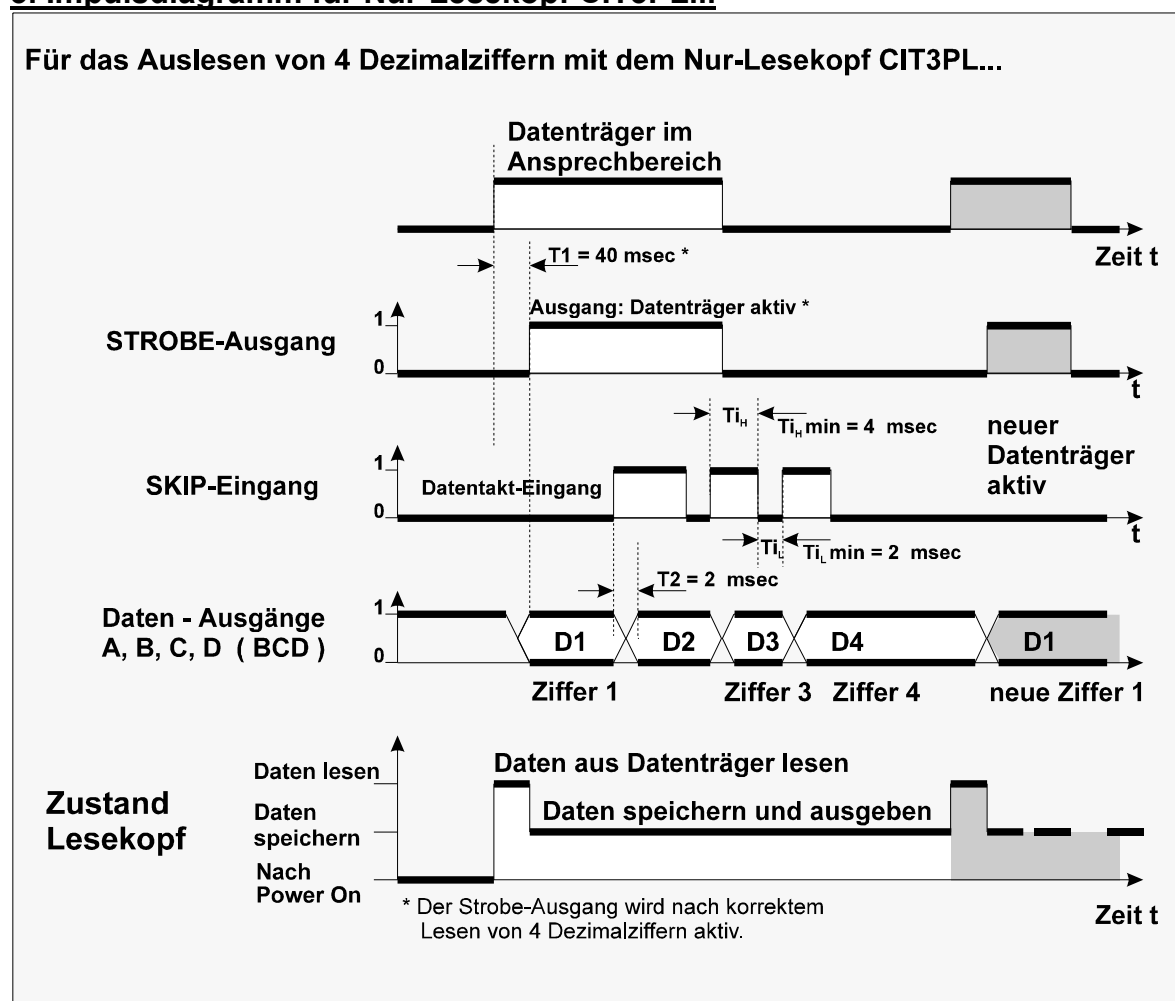 Für das Auslesen von 4 Dezimalziffern mit dem Nur-Lesekopf CIT3PL...
Datenträger im
Ansprechbereich
Zeit t
T1 = 40 msec *
Ausgang: Datenträger aktiv *
STROBE-Ausgang
1
0
t
TiH
TiH min = 4 msec
neuer
Datenträger
aktiv
SKIP-Eingang
1
0
Datentakt-Eingang
t
TiL
TiL min = 2 msec
T2 = 2 msec
Daten - Ausgänge
A, B, C, D ( BCD )
1
0
D1
D2
D3
D4
D1
Ziffer 1
Ziffer 3
Ziffer 4
neue Ziffer 1
Zustand
Lesekopf
Daten lesen
Daten
speichern
Nach
Power On
Daten aus Datenträger lesen
Daten speichern und ausgeben
Zeit t
* Der Strobe-Ausgang wird nach korrektem
Lesen von 4 Dezimalziffern aktiv.